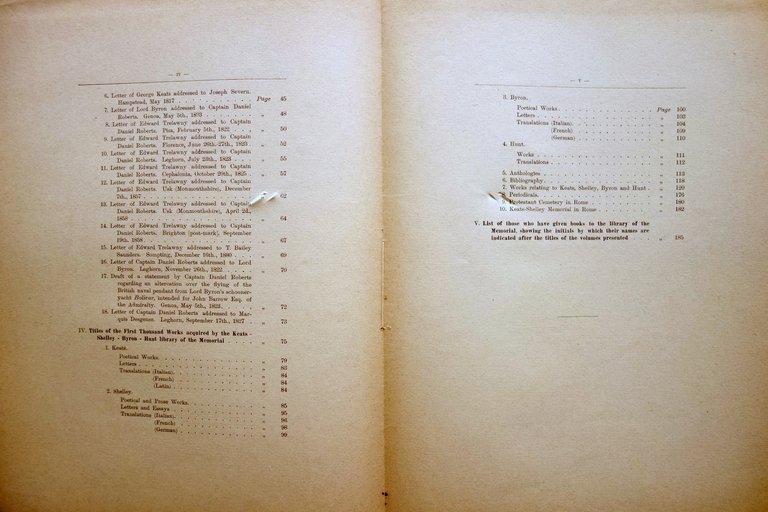 — IV —
6. Letter of George Keats addressed to Joseph Severn.
Hampstead, May 1817 . . . . . . . . . . . Page 45
7. Letter of Lord Byron addressed to Captain Daniel
Roberts. Genoa, May 5th., 1823 . . . . . . . „ 48
8. Letter of Edward Trelawny addressed to Captain
Daniel Roberts. Pisa, February 5th., 1822 . . . . „ 50
9. Letter of Edward Trelawny addressed to Captain
Daniel Roberts. Florence, June 26th.-27th., 1823 . . „ 52
10. Letter of Edward Trelawny addressed to Captain
Daniel Roberts. Leghorn, July 23th., 1823 . . . . „ 55
11. Letter of Edward Trelawny addressed to Captain
Daniel Roberts. Cephalonia, October 20th., 1825 . . „ 57
12. Letter of Edward Trelawny addressed to Captain
Daniel Roberts. Usk (Monmouthshire), December
7th., 1857 . . . . . . . . . . 62
13. Letter of Edward Trelawny addressed to Captain
Daniel Roberts. Usk (Monmouthshire), April 2d.,
1858 . . . . . . . . . . . . . . . . „ 64
14. Letter of Edward Trelawny addressed to Captain
Daniel Roberts. Brighton [post-mark], September
19th., 1858 . . . . . . . . . . . . . „ 67
15. Letter of Edward Trelawny addressed to T. Bailey
Saunders. Sompting, December 16th., 1880 . . . . „ 69
16. Letter of Captain Daniel Roberts addressed to Lord
Byron. Leghorn, November 26th., 1822 . . . . . „ 70
17. Draft of a statement by Captain Daniel Roberts
regarding an altercation over the flying of the
British naval pendant from Lord Byron's schooner-
yacht Bolivar, intended for John Barrow Esq. of
the Admiralty. Genoa, May 5th., 1823. . . . . . „ 72
18. Letter of Captain Daniel Roberts addressed to Mar-
quis Deegmen. Leghorn, September 17th., 1827 . . „ 73
IV. Titles of the First Thousand Works acquired by the Keats -
Shelley - Byron - Hunt library of the Memorial . . . . „ 75
1. Keats.
Poetical Works. . . . . . . . . . . . „ 79
Letters . . . . . . . . . . . . . . „ 83
Translations (Italian). . . . . . . . . . . „ 84
(French) . . . . . . . . . . . „ 84
(Latin) . . . . . . . . . . . . „ 84
2. Shelley.
Poetical and Prose Works. . . . . . . . . . „ 85
Letters and Essays . . . . . . . . . . . „ 95
Translations (Italian). . . . . . . . . . . „ 96
(French) . . . . . . . . . . . „ 98
(German) . . . . . . . . . . . „ 99
— V —
3. Byron.
Poetical Works . . . . . . . . . . . Page 100
Letters . . . . . . . . . . . . . . „ 103
Translations (Italian). . . . . . . . . . . „ 104
(French) . . . . . . . . . . . „ 109
(German) . . . . . . . . . . . „ 110
4. Hunt.
Works . . . . . . . . . . . . . . „ 111
Translations . . . . . . . . . . . . . „ 112
5. Anthologies . . . . . . . . . . . . . „ 113
6. Bibliography . . . . . . . . . . . . . „ 118
7. Works relating to Keats, Shelley, Byron and Hunt . „ 120
8. Periodicals. . . . . . . . . . . . . . „ 176
9. Protestant Cemetery in Rome . . . . . . . . „ 180
10. Keats-Shelley Memorial in Rome . . . . . . . „ 182
V. List of those who have given books to the library of the
Memorial, showing the initials by which their names are
indicated after the titles of the volumes presented . „ 185